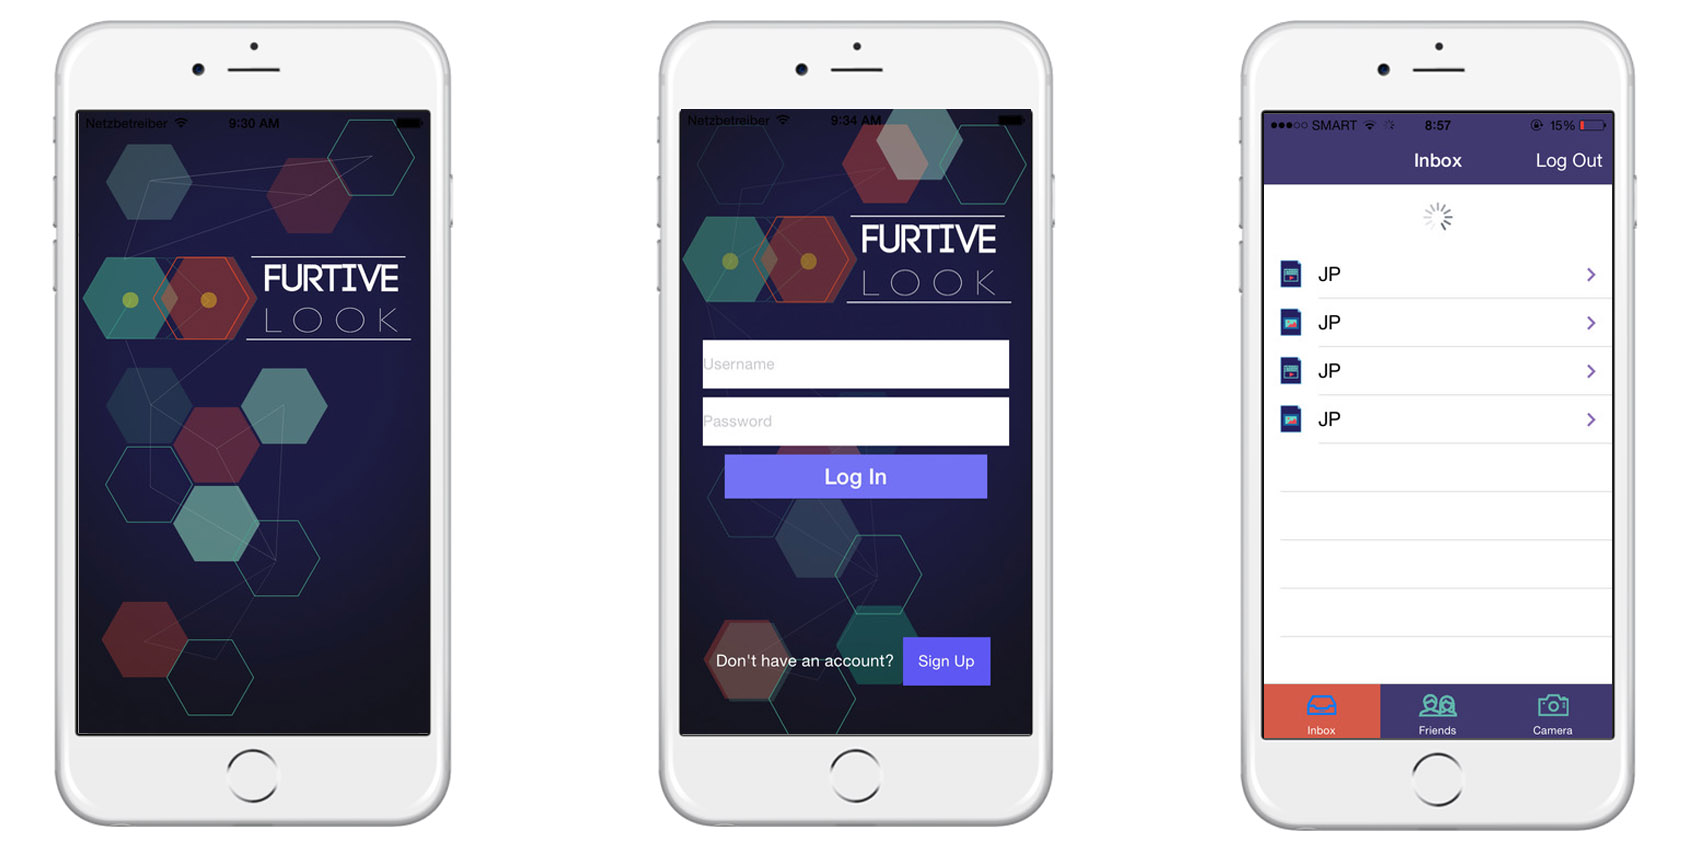 Netzbetreiber 9:30 AM
FURTIVE
LOOK
Netzbetreiber 9:34 AM
FURTIVE
LOOK
Username
Password
Log In
Don't have an account? Sign Up
SMART 8:57 15%
Inbox Log Out
JP
JP
JP
JP
Inbox Friends Camera